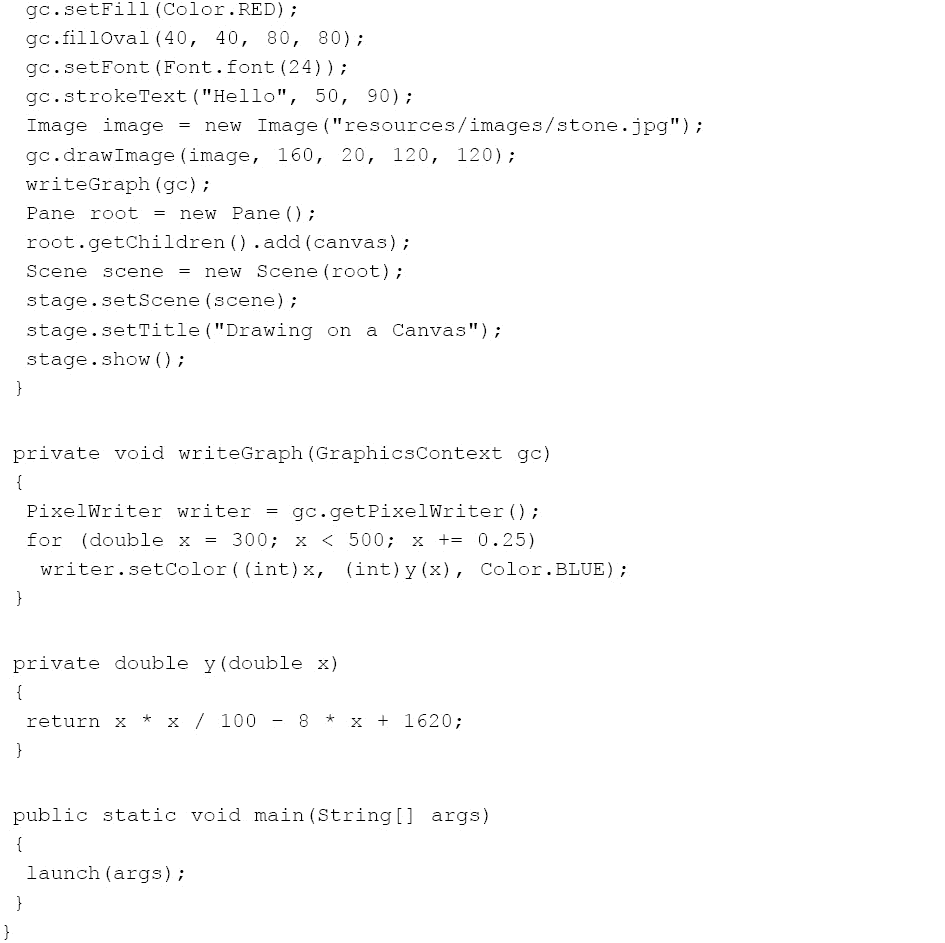 gc.setFill(Color.RED);
gc.fillOval(40, 40, 80, 80);
gc.setFont(Font.font(24));
gc.strokeText("Hello", 50, 90);
Image image = new Image("resources/images/stone.jpg");
gc.drawImage(image, 160, 20, 120, 120);
writeGraph(gc);
Pane root = new Pane();
root.getChildren().add(canvas);
Scene scene = new Scene(root);
stage.setScene(scene);
stage.setTitle("Drawing on a Canvas");
stage.show();
}
private void writeGraph(GraphicsContext gc)
{
PixelWriter writer = gc.getPixelWriter();
for (double x = 300; x < 500; x += 0.25)
writer.setColor((int)x, (int)y(x), Color.BLUE);
}
private double y(double x)
{
return x * x / 100 − 8 * x + 1620;
}
public static void main(String[] args)
{
launch(args);
}
}